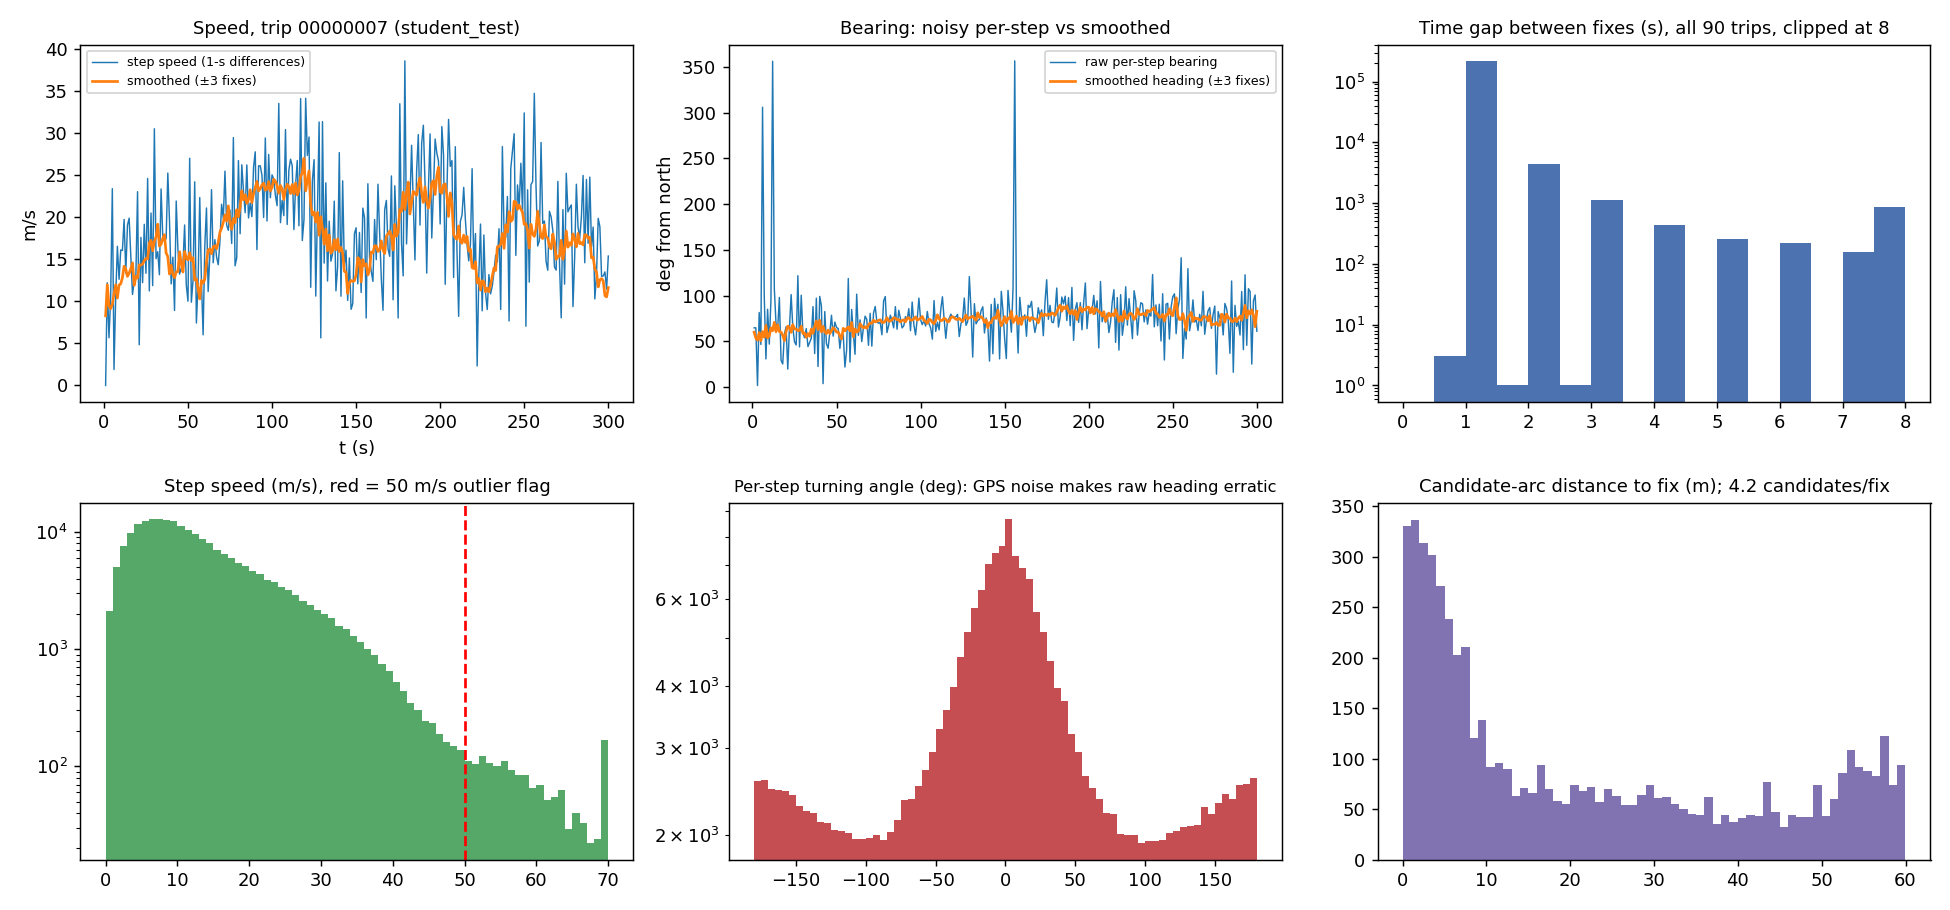 Speed, trip 00000007 (student_test)
step speed (1-s differences)
smoothed (±3 fixes)
40
35
30
25
20
15
10
5
0
m/s
0 50 100 150 200 250 300
t (s)
Bearing: noisy per-step vs smoothed
raw per-step bearing
smoothed heading (±3 fixes)
350
300
250
200
150
100
50
0
deg from north
0 50 100 150 200 250 300
Time gap between fixes (s), all 90 trips, clipped at 8
10⁵
10⁴
10³
10²
10¹
10⁰
0 1 2 3 4 5 6 7 8
Step speed (m/s), red = 50 m/s outlier flag
10⁴
10³
10²
0 10 20 30 40 50 60 70
Per-step turning angle (deg): GPS noise makes raw heading erratic
6 × 10³
4 × 10³
3 × 10³
2 × 10³
−150 −100 −50 0 50 100 150
Candidate-arc distance to fix (m); 4.2 candidates/fix
350
300
250
200
150
100
50
0
0 10 20 30 40 50 60